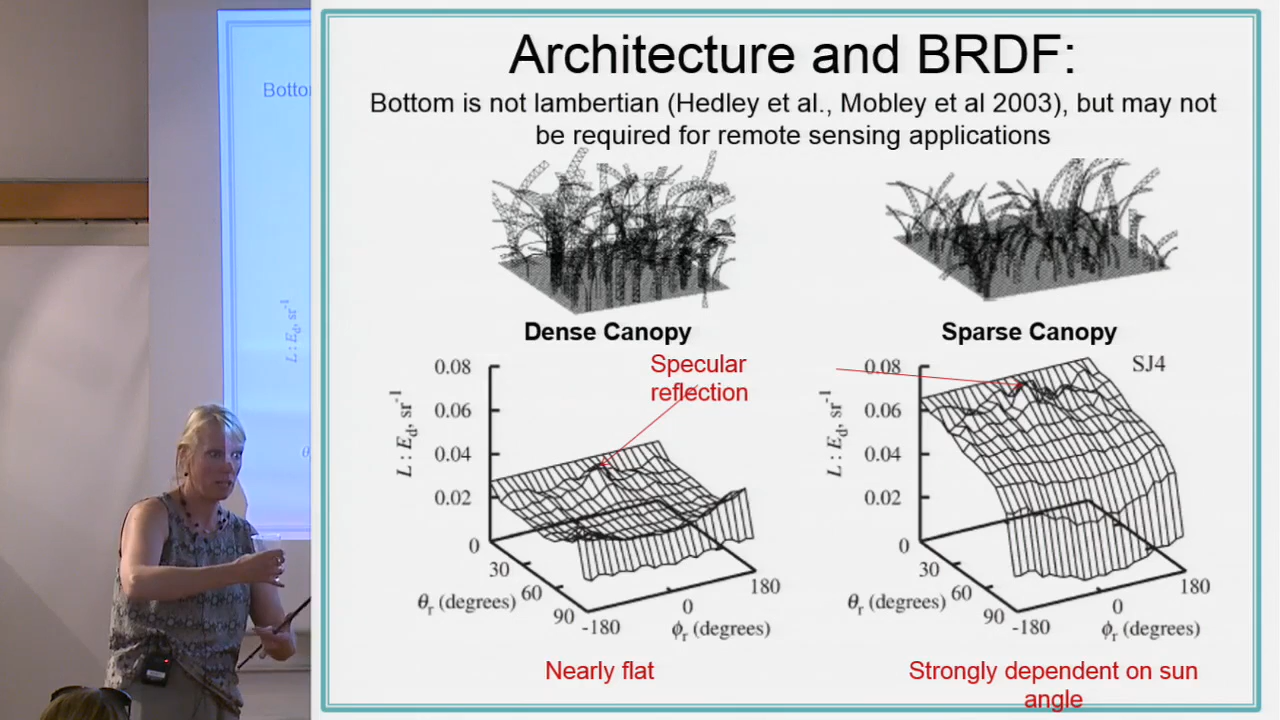 Architecture and BRDF:
Bottom is not lambertian (Hedley et al., Mobley et al 2003), but may not
be required for remote sensing applications
Dense Canopy
Sparse Canopy
Specular
reflection
SJ4
0.08
0.06
0.04
0.02
0
L : Ed, sr-1
30
60
90
θr (degrees)
-180
0
180
ϕr (degrees)
0.08
0.06
0.04
0.02
0
L : Ed, sr-1
30
60
90
θr (degrees)
-180
0
180
ϕr (degrees)
Nearly flat
Strongly dependent on sun
angle
Botto
L : Ed, sr-1
θ